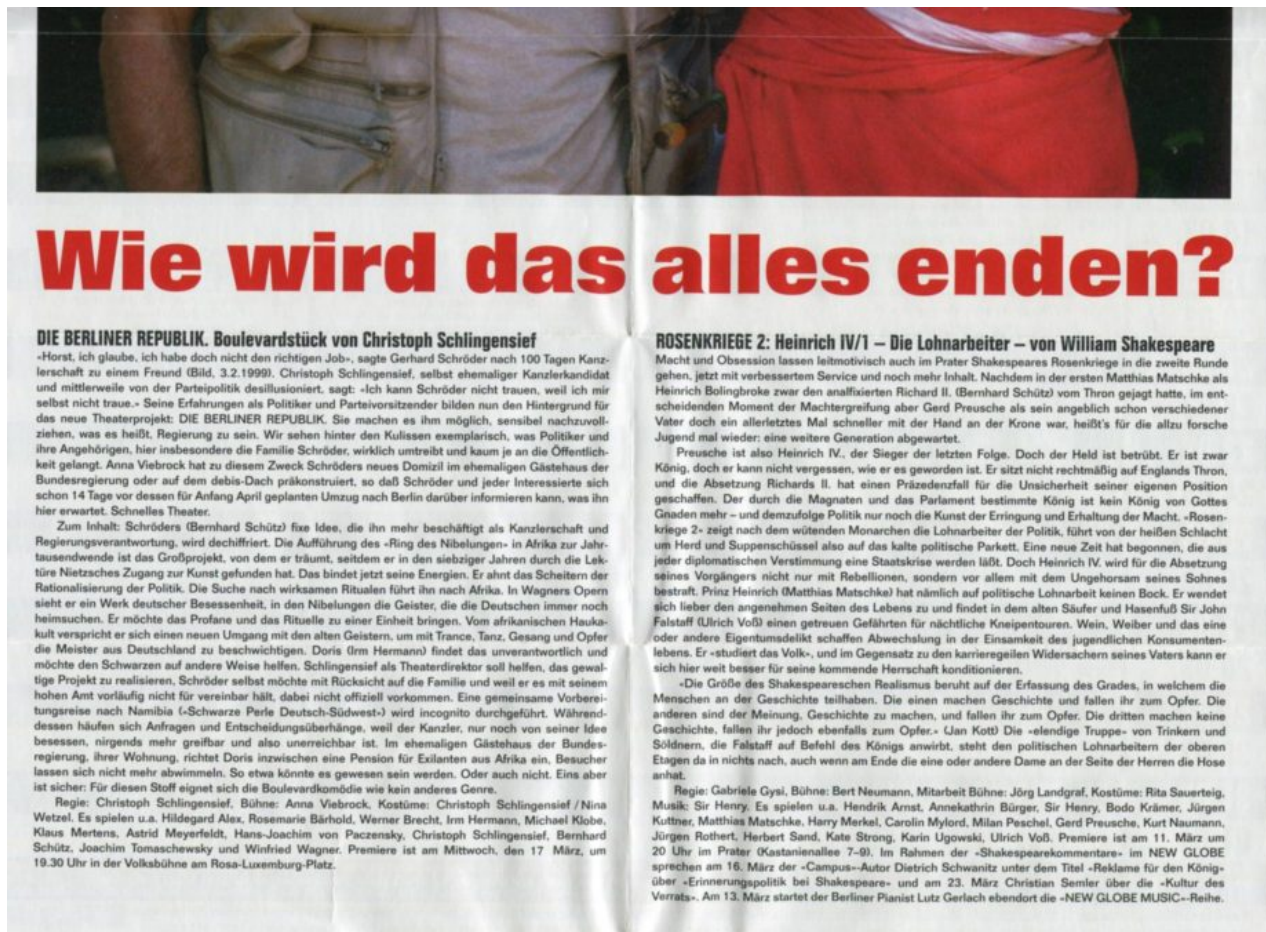 Wie wird das alles enden?
DIE BERLINER REPUBLIK. Boulevardstück von Christoph Schlingensief
«Horst, ich glaube, ich habe doch nicht den richtigen Job», sagte Gerhard Schröder nach 100 Tagen Kanz-
lerschaft zu einem Freund (Bild, 3.2.1999). Christoph Schlingensief, selbst ehemaliger Kanzlerkandidat
und mittlerweile von der Parteipolitik desillusioniert, sagt: «Ich kann Schröder nicht trauen, weil ich mir
selbst nicht traue.» Seine Erfahrungen als Politiker und Parteivorsitzender bilden nun den Hintergrund für
das neue Theaterprojekt: DIE BERLINER REPUBLIK. Sie machen es ihm möglich, sensibel nachzuvoll-
ziehen, was es heißt, Regierung zu sein. Wir sehen hinter den Kulissen exemplarisch, was Politiker und
ihre Angehörigen, hier insbesondere die Familie Schröder, wirklich umtreibt und kaum je an die Öffentlich-
keit gelangt. Anna Viebrock hat zu diesem Zweck Schröders neues Domizil im ehemaligen Gästehaus der
Bundesregierung oder auf dem debis-Dach präkonstruiert, so daß Schröder und jeder Interessierte sich
schon 14 Tage vor dessen für Anfang April geplanten Umzug nach Berlin darüber informieren kann, was ihn
hier erwartet. Schnelles Theater.
Zum Inhalt: Schröders (Bernhard Schütz) fixe Idee, die ihn mehr beschäftigt als Kanzlerschaft und
Regierungsverantwortung, wird dechiffriert. Die Aufführung des «Ring des Nibelungen» in Afrika zur Jahr-
tausendwende ist das Großprojekt, von dem er träumt, seitdem er in den siebziger Jahren durch die Lek-
türe Nietzsches Zugang zur Kunst gefunden hat. Das bindet jetzt seine Energien. Er ahnt das Scheitern der
Rationalisierung der Politik. Die Suche nach wirksamen Ritualen führt ihn nach Afrika. In Wagners Opern
sieht er ein Werk deutscher Besessenheit, in den Nibelungen die Geister, die die Deutschen immer noch
heimsuchen. Er möchte das Profane und das Rituelle zu einer Einheit bringen. Vom afrikanischen Hauka-
kult verspricht er sich einen neuen Umgang mit den alten Geistern, um mit Trance, Tanz, Gesang und Opfer
die Meister aus Deutschland zu beschwichtigen. Doris (Irm Hermann) findet das unverantwortlich und
möchte den Schwarzen auf andere Weise helfen. Schlingensief als Theaterdirektor soll helfen, das gewal-
tige Projekt zu realisieren, Schröder selbst möchte mit Rücksicht auf die Familie und weil er es mit seinem
hohen Amt vorläufig nicht für vereinbar hält, dabei nicht offiziell vorkommen. Eine gemeinsame Vorberei-
tungsreise nach Namibia («Schwarze Perle Deutsch-Südwest») wird incognito durchgeführt. Während-
dessen häufen sich Anfragen und Entscheidungsüberhänge, weil der Kanzler, nur noch von seiner Idee
besessen, nirgends mehr greifbar und also unerreichbar ist. Im ehemaligen Gästehaus der Bundes-
regierung, ihrer Wohnung, richtet Doris inzwischen eine Pension für Exilanten aus Afrika ein, Besucher
lassen sich nicht mehr abwimmeln. So etwa könnte es gewesen sein werden. Oder auch nicht. Eins aber
ist sicher: Für diesen Stoff eignet sich die Boulevardkomödie wie kein anderes Genre.
Regie: Christoph Schlingensief, Bühne: Anna Viebrock, Kostüme: Christoph Schlingensief / Nina
Wetzel. Es spielen u.a. Hildegard Alex, Rosemarie Bärhold, Werner Brecht, Irm Hermann, Michael Klobe,
Klaus Mertens, Astrid Meyerfeldt, Hans-Joachim von Paczensky, Christoph Schlingensief, Bernhard
Schütz, Joachim Tomaschewsky und Winfried Wagner. Premiere ist am Mittwoch, den 17 März, um
19.30 Uhr in der Volksbühne am Rosa-Luxemburg-Platz.
ROSENKRIEGE 2: Heinrich IV/1 – Die Lohnarbeiter – von William Shakespeare
Macht und Obsession lassen leitmotivisch auch im Prater Shakespeares Rosenkriege in die zweite Runde
gehen, jetzt mit verbessertem Service und noch mehr Inhalt. Nachdem in der ersten Matthias Matschke als
Heinrich Bolingbroke zwar den analfixierten Richard II. (Bernhard Schütz) vom Thron gejagt hatte, im ent-
scheidenden Moment der Machtergreifung aber Gerd Preusche als sein angeblich schon verschiedener
Vater doch ein allerletztes Mal schneller mit der Hand an der Krone war, heißt's für die allzu forsche
Jugend mal wieder: eine weitere Generation abgewartet.
Preusche ist also Heinrich IV., der Sieger der letzten Folge. Doch der Held ist betrübt. Er ist zwar
König, doch er kann nicht vergessen, wie er es geworden ist. Er sitzt nicht rechtmäßig auf Englands Thron,
und die Absetzung Richards II. hat einen Präzedenzfall für die Unsicherheit seiner eigenen Position
geschaffen. Der durch die Magnaten und das Parlament bestimmte König ist kein König von Gottes
Gnaden mehr – und demzufolge Politik nur noch die Kunst der Erringung und Erhaltung der Macht. «Rosen-
kriege 2» zeigt nach dem wütenden Monarchen die Lohnarbeiter der Politik, führt von der heißen Schlacht
um Herd und Suppenschüssel also auf das kalte politische Parkett. Eine neue Zeit hat begonnen, die aus
jeder diplomatischen Verstimmung eine Staatskrise werden läßt. Doch Heinrich IV. wird für die Absetzung
seines Vorgängers nicht nur mit Rebellionen, sondern vor allem mit dem Ungehorsam seines Sohnes
bestraft. Prinz Heinrich (Matthias Matschke) hat nämlich auf politische Lohnarbeit keinen Bock. Er wendet
sich lieber den angenehmen Seiten des Lebens zu und findet in dem alten Säufer und Hasenfuß Sir John
Falstaff (Ulrich Voß) einen getreuen Gefährten für nächtliche Kneipentouren. Wein, Weiber und das eine
oder andere Eigentumsdelikt schaffen Abwechslung in der Einsamkeit des jugendlichen Konsumenten-
lebens. Er «studiert das Volk», und im Gegensatz zu den karrieregeilen Widersachern seines Vaters kann er
sich hier weit besser für seine kommende Herrschaft konditionieren.
«Die Größe des Shakespeareschen Realismus beruht auf der Erfassung des Grades, in welchem die
Menschen an der Geschichte teilhaben. Die einen machen Geschichte und fallen ihr zum Opfer. Die
anderen sind der Meinung, Geschichte zu machen, und fallen ihr zum Opfer. Die dritten machen keine
Geschichte, fallen ihr jedoch ebenfalls zum Opfer.» (Jan Kott) Die «elendige Truppe» von Trinkern und
Söldnern, die Falstaff auf Befehl des Königs anwirbt, steht den politischen Lohnarbeitern der oberen
Etagen da in nichts nach, auch wenn am Ende die eine oder andere Dame an der Seite der Herren die Hose
anhat.
Regie: Gabriele Gysi, Bühne: Bert Neumann, Mitarbeit Bühne: Jörg Landgraf, Kostüme: Rita Sauerteig,
Musik: Sir Henry. Es spielen u.a. Hendrik Arnst, Annekathrin Bürger, Sir Henry, Bodo Krämer, Jürgen
Kuttner, Matthias Matschke, Harry Merkel, Carolin Mylord, Milan Peschel, Gerd Preusche, Kurt Naumann,
Jürgen Rothert, Herbert Sand, Kate Strong, Karin Ugowski, Ulrich Voß. Premiere ist am 11. März um
20 Uhr im Prater (Kastanienallee 7–9). Im Rahmen der «Shakespearekommentare» im NEW GLOBE
sprechen am 16. März der «Campus»-Autor Dietrich Schwanitz unter dem Titel «Reklame für den König»
über «Erinnerungspolitik bei Shakespeare» und am 23. März Christian Semler über die «Kultur des
Verrats». Am 13. März startet der Berliner Pianist Lutz Gerlach ebendort die «NEW GLOBE MUSIC»-Reihe.